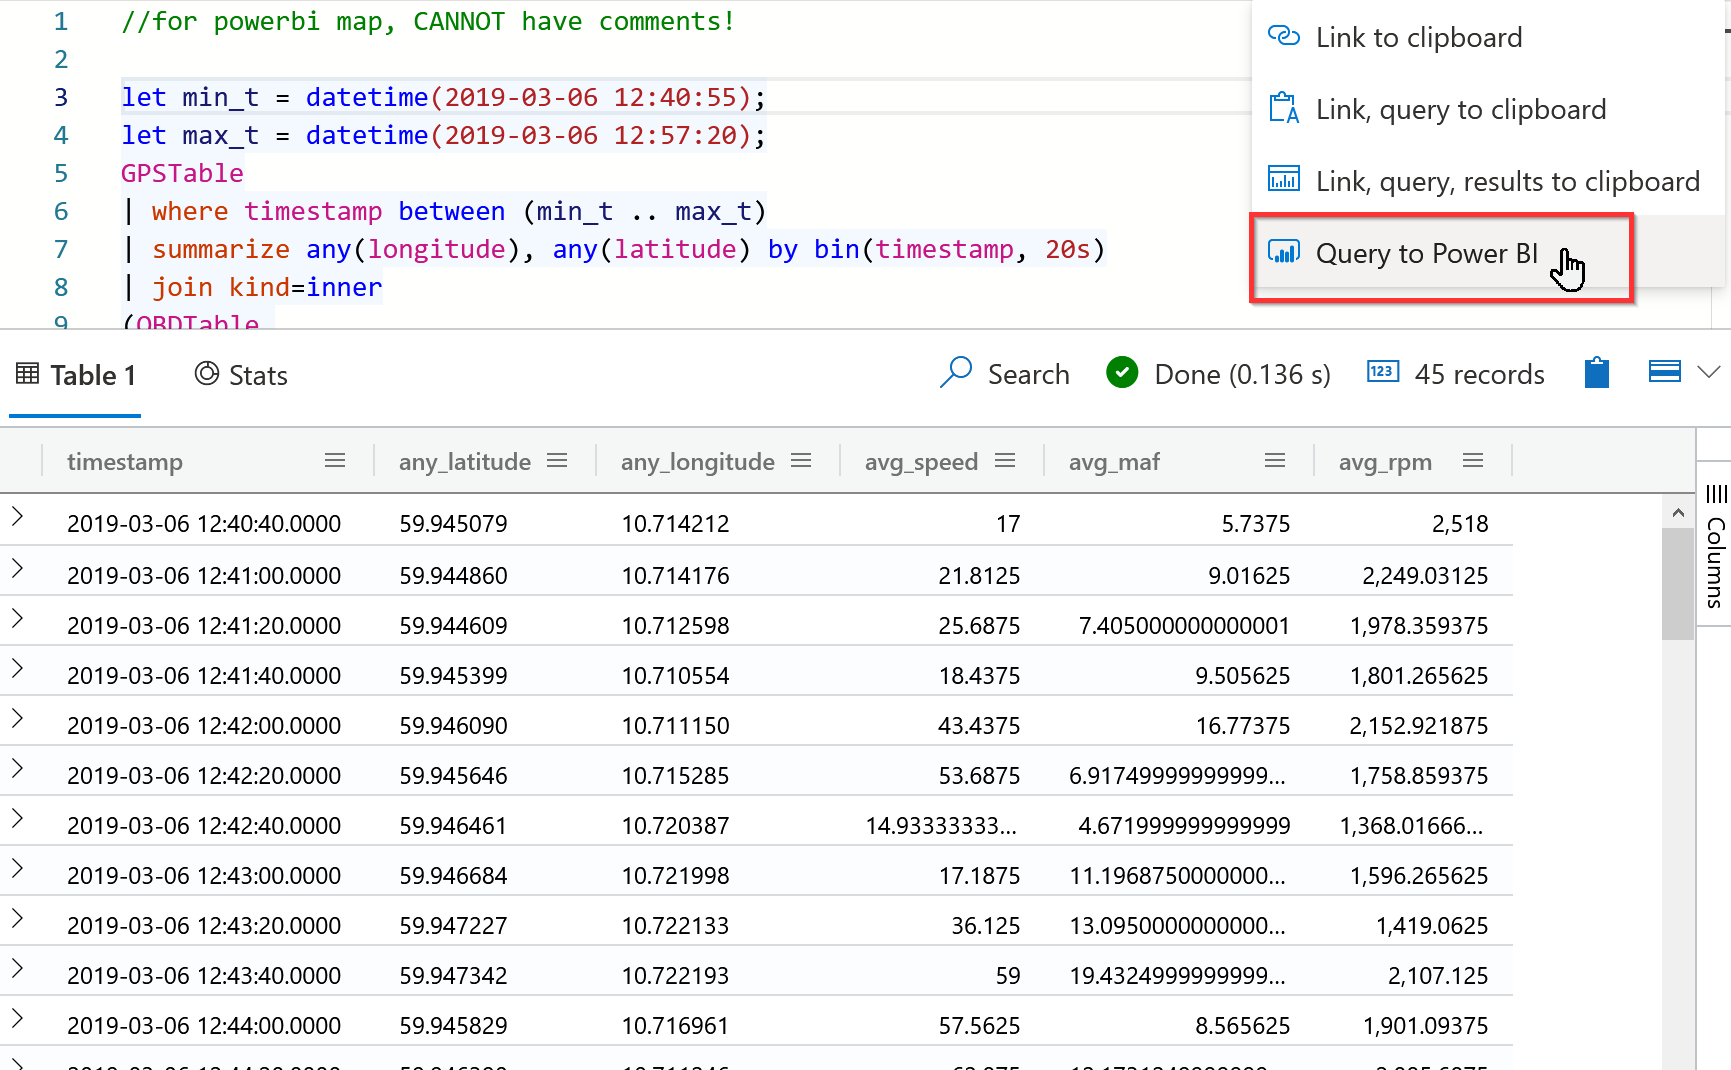 1 //for powerbi map, CANNOT have comments!
2
3 let min_t = datetime(2019-03-06 12:40:55);
4 let max_t = datetime(2019-03-06 12:57:20);
5 GPSTable
6 | where timestamp between (min_t .. max_t)
7 | summarize any(longitude), any(latitude) by bin(timestamp, 20s)
8 | join kind=inner
9 (OBDTable
Link to clipboard
Link, query to clipboard
Link, query, results to clipboard
Query to Power BI
Table 1 Stats Search Done (0.136 s) 123 45 records
timestamp any_latitude any_longitude avg_speed avg_maf avg_rpm
2019-03-06 12:40:40.0000 59.945079 10.714212 17 5.7375 2,518
2019-03-06 12:41:00.0000 59.944860 10.714176 21.8125 9.01625 2,249.03125
2019-03-06 12:41:20.0000 59.944609 10.712598 25.6875 7.405000000000001 1,978.359375
2019-03-06 12:41:40.0000 59.945399 10.710554 18.4375 9.505625 1,801.265625
2019-03-06 12:42:00.0000 59.946090 10.711150 43.4375 16.77375 2,152.921875
2019-03-06 12:42:20.0000 59.945646 10.715285 53.6875 6.91749999999999... 1,758.859375
2019-03-06 12:42:40.0000 59.946461 10.720387 14.93333333... 4.671999999999999 1,368.01666...
2019-03-06 12:43:00.0000 59.946684 10.721998 17.1875 11.1968750000000... 1,596.265625
2019-03-06 12:43:20.0000 59.947227 10.722133 36.125 13.0950000000000... 1,419.0625
2019-03-06 12:43:40.0000 59.947342 10.722193 59 19.4324999999999... 2,107.125
2019-03-06 12:44:00.0000 59.945829 10.716961 57.5625 8.565625 1,901.09375
Columns